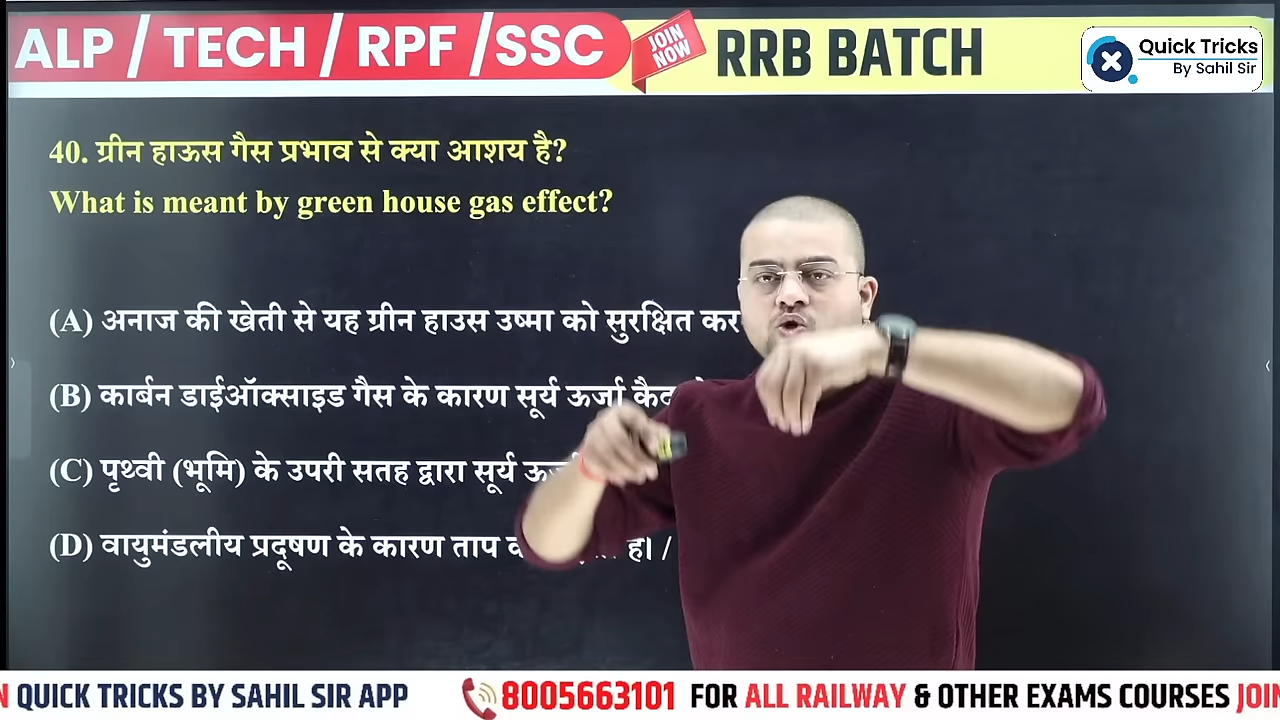 ALP / TECH / RPF / SSC
JOIN NOW
RRB BATCH
Quick Tricks
By Sahil Sir
40. ग्रीन हाऊस गैस प्रभाव से क्या आशय है?
What is meant by green house gas effect?
(A) अनाज की खेती से यह ग्रीन हाउस उष्मा को सुरक्षित कर
(B) कार्बन डाईऑक्साइड गैस के कारण सूर्य ऊर्जा कैद
(C) पृथ्वी (भूमि) के उपरी सतह द्वारा सूर्य
(D) वायुमंडलीय प्रदूषण के कारण ताप है। /
QUICK TRICKS BY SAHIL SIR APP 8005663101 FOR ALL RAILWAY & OTHER EXAMS COURSES JOIN